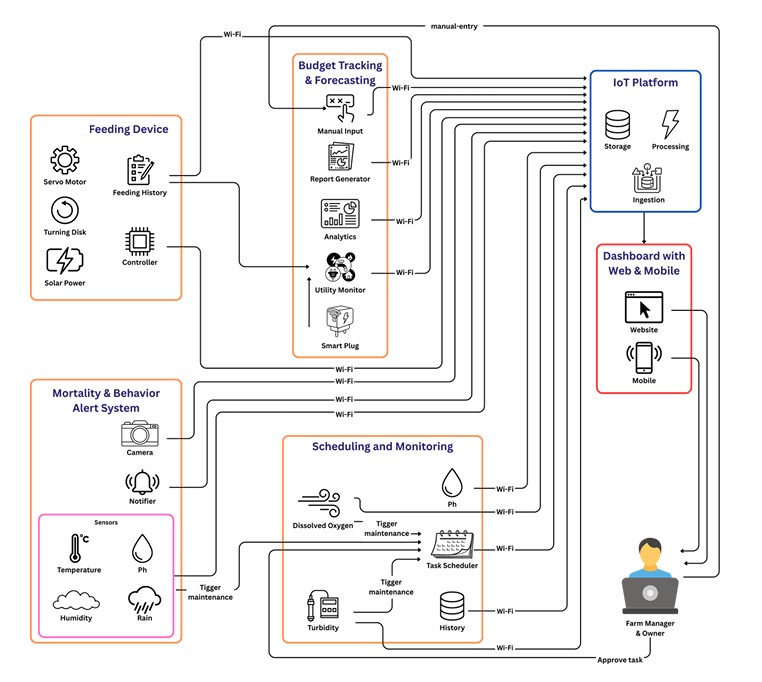 manual-entry
Wi-Fi
Budget Tracking
& Forecasting
Manual Input
Wi-Fi
Report Generator
Wi-Fi
Analytics
Wi-Fi
Utility Monitor
Wi-Fi
Smart Plug
IoT Platform
Storage
Processing
Ingestion
Feeding Device
Servo Motor
Feeding History
Turning Disk
Controller
Solar Power
Dashboard with
Web & Mobile
Website
Mobile
Wi-Fi
Wi-Fi
Wi-Fi
Wi-Fi
Mortality & Behavior
Alert System
Camera
Notifier
Sensors
°C
Temperature
Ph
Humidity
Rain
Tigger
maintenance
Scheduling and Monitoring
Ph
Wi-Fi
Dissolved Oxygen
Wi-Fi
Tigger
maintenance
Task Scheduler
Wi-Fi
Tigger
maintenance
Turbidity
History
Wi-Fi
Wi-Fi
Farm Manager
& Owner
Approve task